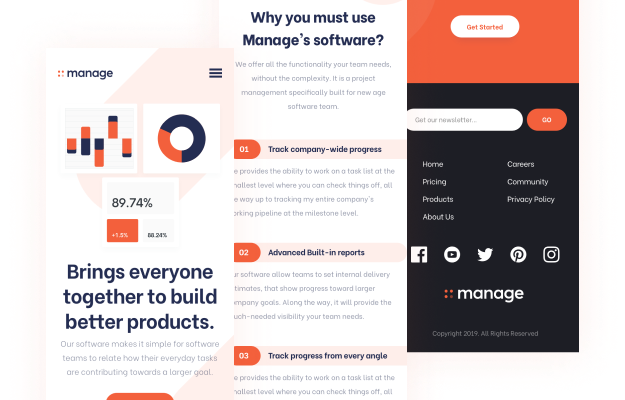 manage
89.74%
+1.5%
88.24%
Brings everyone
together to build
better products.
Our software makes it simple for software
teams to relate how their everyday tasks
are contributing towards a larger goal.
Why you must use
Manage's software?
We offer all the functionality your team needs,
without the complexity. It is a project
management specifically built for new age
software team.
01 Track company-wide progress
e provides the ability to work on a task list at the
mallest level where you can check things off, all
e way up to tracking my entire company's
orking pipeline at the milestone level.
02 Advanced Built-in reports
ur software allow teams to set internal delivery
timates, that show progress toward larger
ompany goals. Along the way, it will provide the
uch-needed visibility your team needs.
03 Track progress from every angle
e provides the ability to work on a task list at the
mallest level where you can check things off, all
Get Started
Get our newsletter...
GO
Home
Pricing
Products
About Us
Careers
Community
Privacy Policy
manage
Copyright 2019. All Rights Reserved